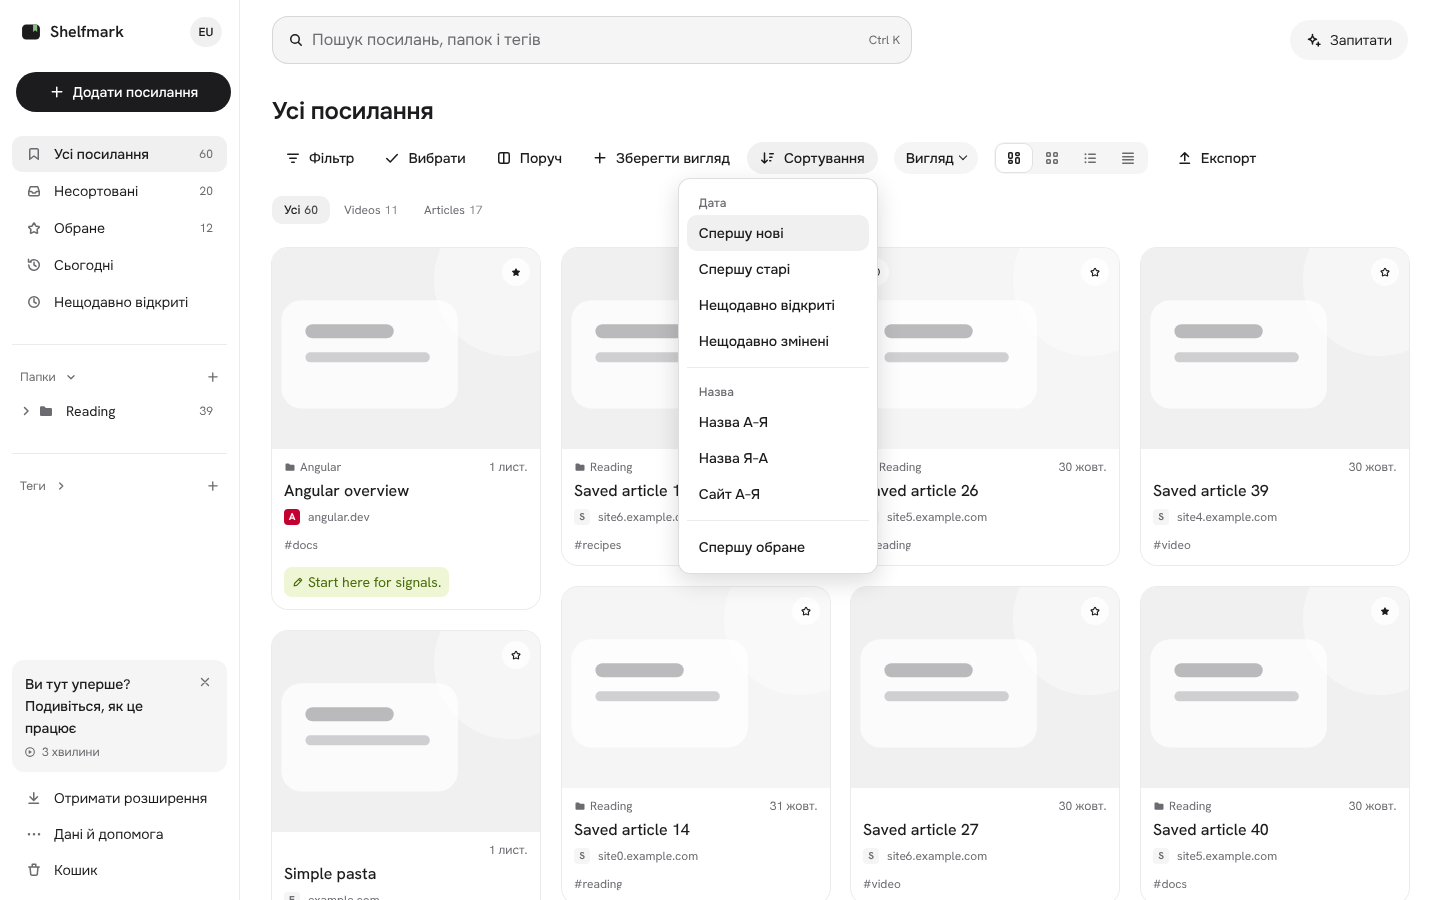 Shelfmark
EU
Додати посилання
Усі посилання 60
Несортовані 20
Обране 12
Сьогодні
Нещодавно відкриті
Папки
Reading 39
Теги
Ви тут уперше?
Подивіться, як це
працює
3 хвилини
Отримати розширення
Дані й допомога
Кошик
Пошук посилань, папок і тегів
Ctrl K
Запитати
Усі посилання
Фільтр
Вибрати
Поруч
Зберегти вигляд
Сортування
Вигляд
Експорт
Усі 60
Videos 11
Articles 17
Дата
Спершу нові
Спершу старі
Нещодавно відкриті
Нещодавно змінені
Назва
Назва А–Я
Назва Я–А
Сайт А–Я
Спершу обране
Angular
1 лист.
Angular overview
A
angular.dev
#docs
Start here for signals.
Reading
Saved article 1
S
site6.example.c
#recipes
Reading
30 жовт.
aved article 26
site5.example.com
eading
30 жовт.
Saved article 39
S
site4.example.com
#video
1 лист.
Simple pasta
example.com
Reading
31 жовт.
Saved article 14
S
site0.example.com
#reading
30 жовт.
Saved article 27
S
site6.example.com
#video
Reading
30 жовт.
Saved article 40
S
site5.example.com
#docs